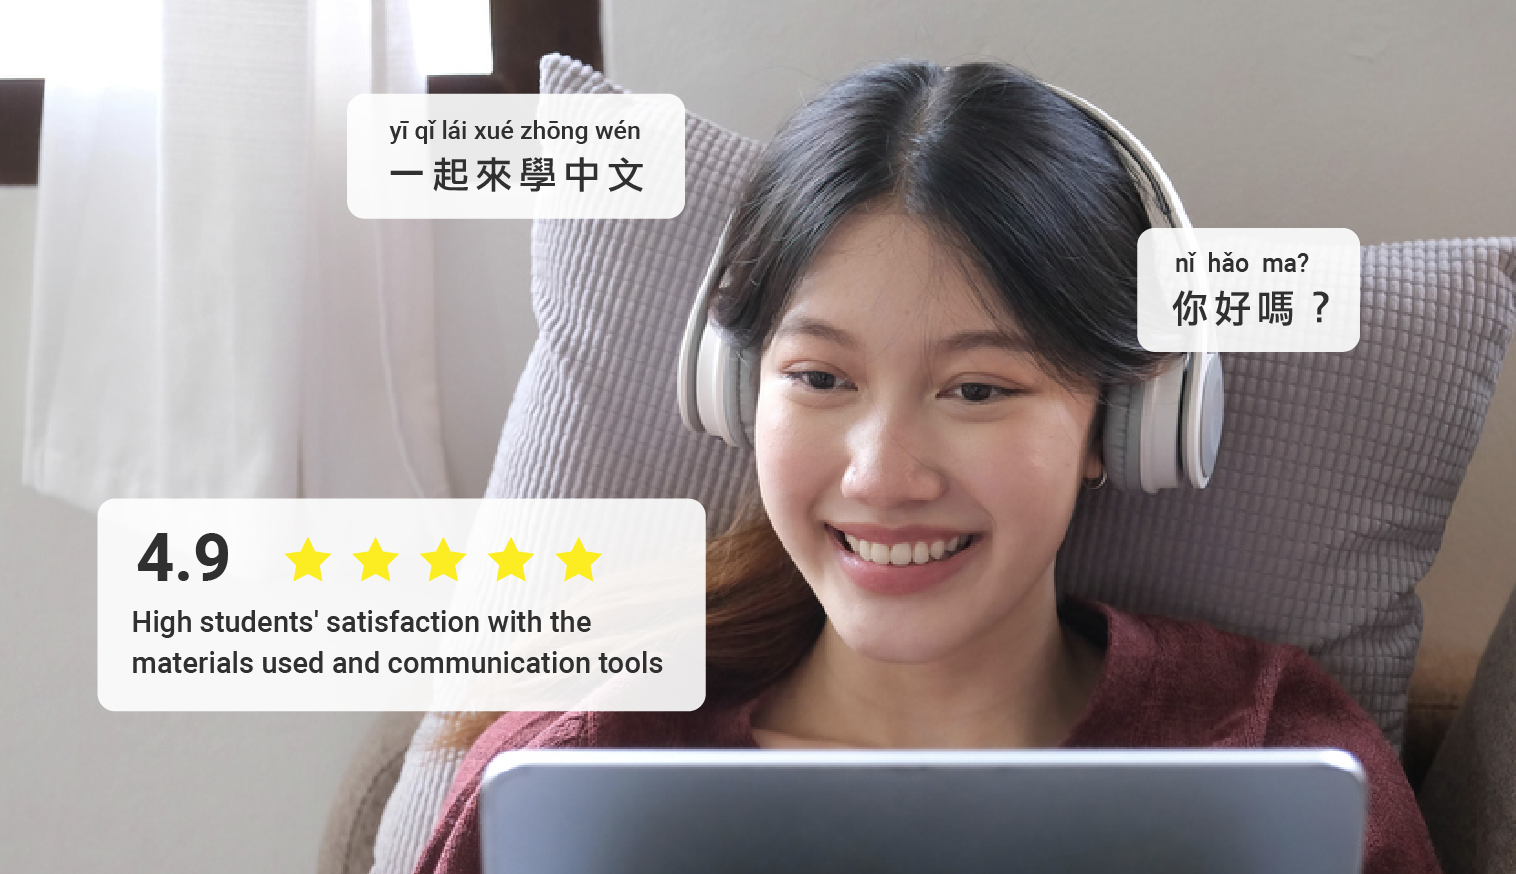 yī qǐ lái xué zhōng wén
一起來學中文
nǐ hǎo ma?
你好嗎？
4.9
High students' satisfaction with the
materials used and communication tools